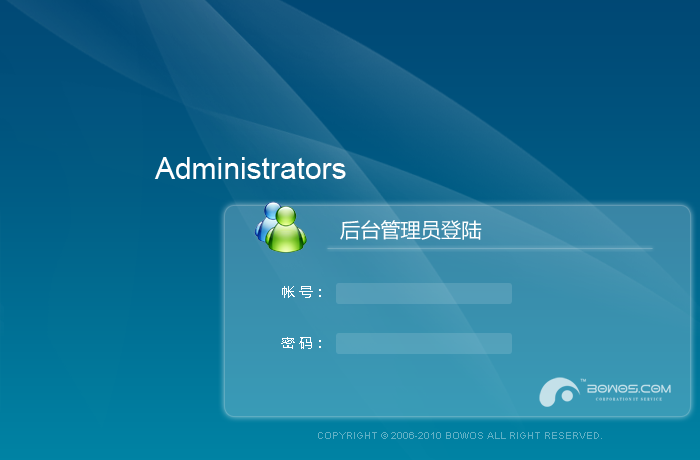 Administrators
后台管理员登陆
帐号：
密码：
™
BOWOS.COM
CORPORATION IT SERVICE
COPYRIGHT © 2006-2010 BOWOS ALL RIGHT RESERVED.